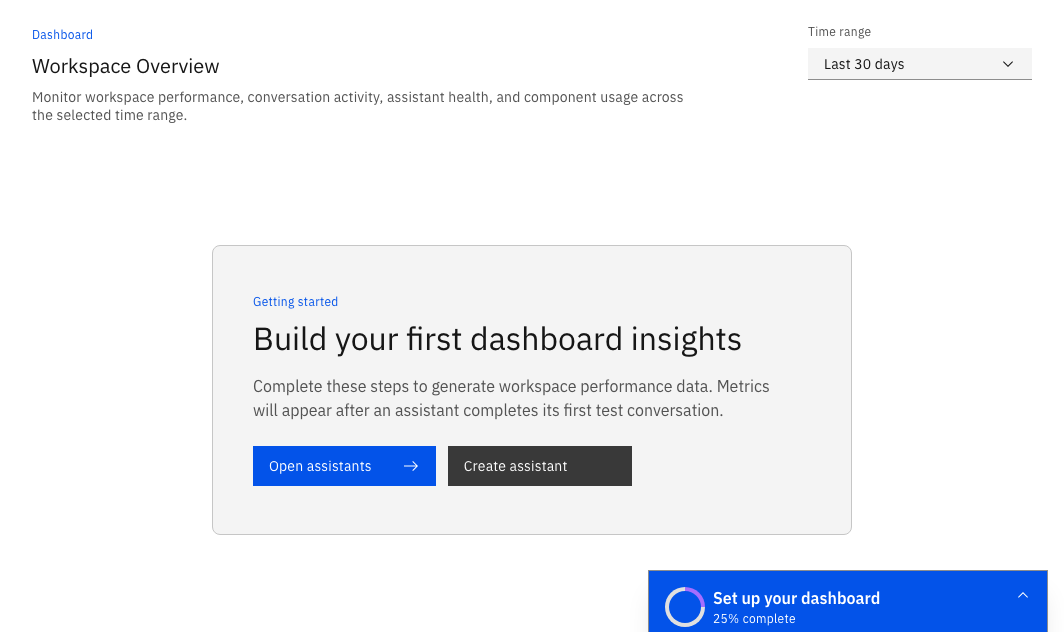 Dashboard
Workspace Overview
Monitor workspace performance, conversation activity, assistant health, and component usage across
the selected time range.
Time range
Last 30 days
Getting started
Build your first dashboard insights
Complete these steps to generate workspace performance data. Metrics
will appear after an assistant completes its first test conversation.
Open assistants
Create assistant
Set up your dashboard
25% complete